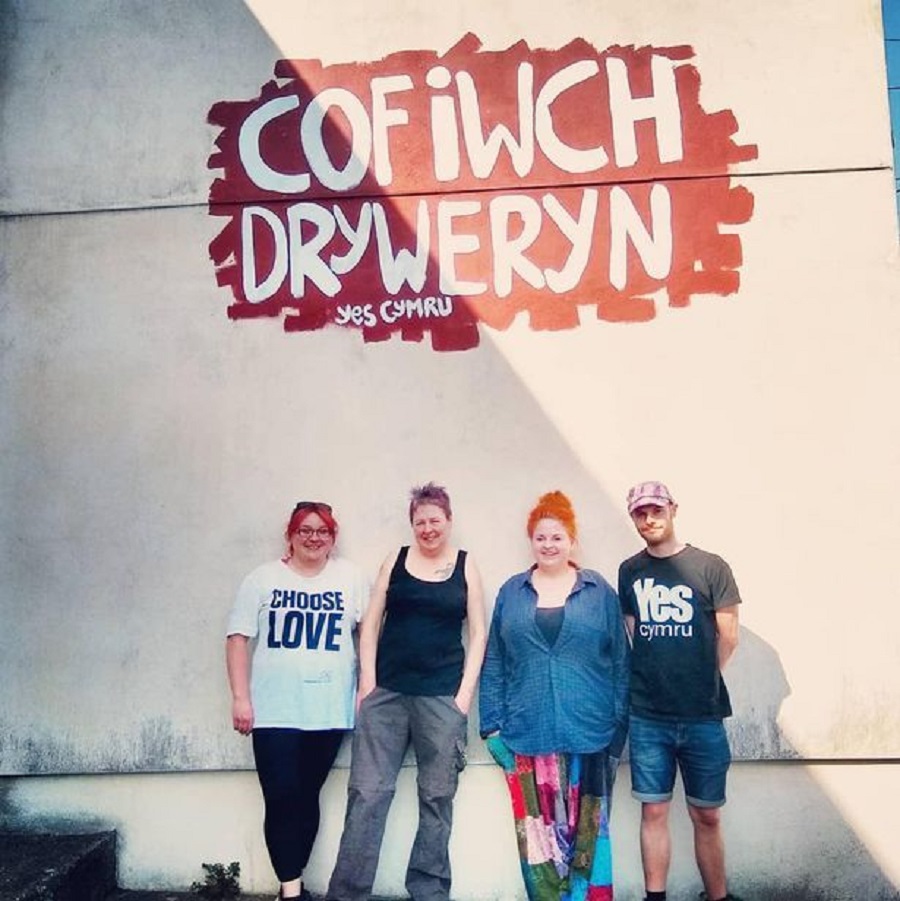 COFiWCH
DRYWERYN
yes CYMRU
CHOOSE
LOVE
Yes
cymru